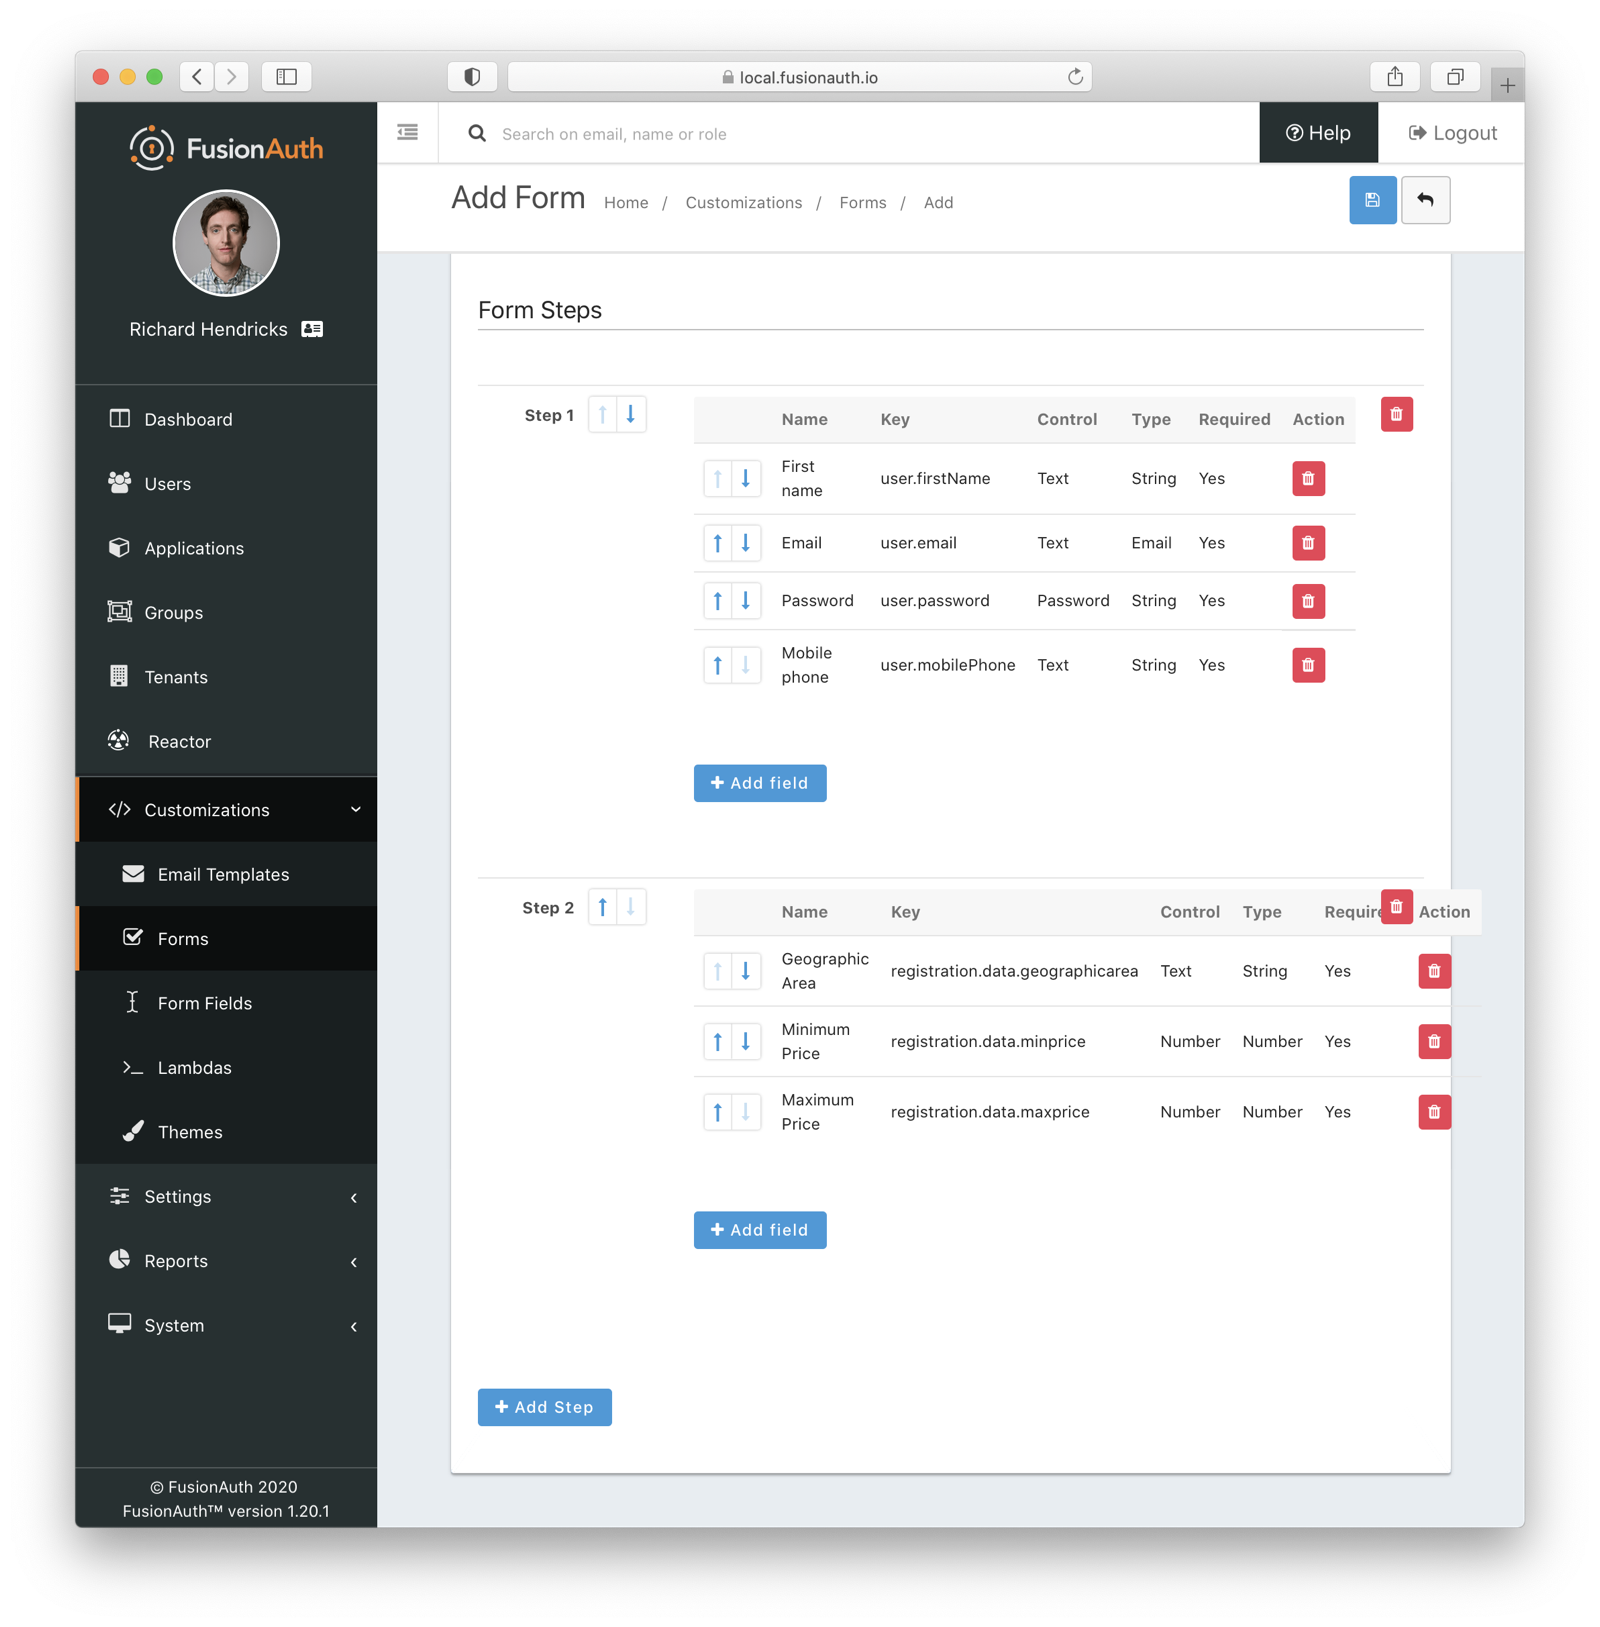 local.fusionauth.io
FusionAuth
Search on email, name or role
Help
Logout
Add Form
Home / Customizations / Forms / Add
Richard Hendricks
Dashboard
Users
Applications
Groups
Tenants
Reactor
Customizations
Email Templates
Forms
Form Fields
Lambdas
Themes
Settings
Reports
System
© FusionAuth 2020
FusionAuth™ version 1.20.1
Form Steps
Step 1
Name Key Control Type Required Action
First name user.firstName Text String Yes
Email user.email Text Email Yes
Password user.password Password String Yes
Mobile phone user.mobilePhone Text String Yes
Add field
Step 2
Name Key Control Type Require Action
Geographic Area registration.data.geographicarea Text String Yes
Minimum Price registration.data.minprice Number Number Yes
Maximum Price registration.data.maxprice Number Number Yes
Add field
Add Step